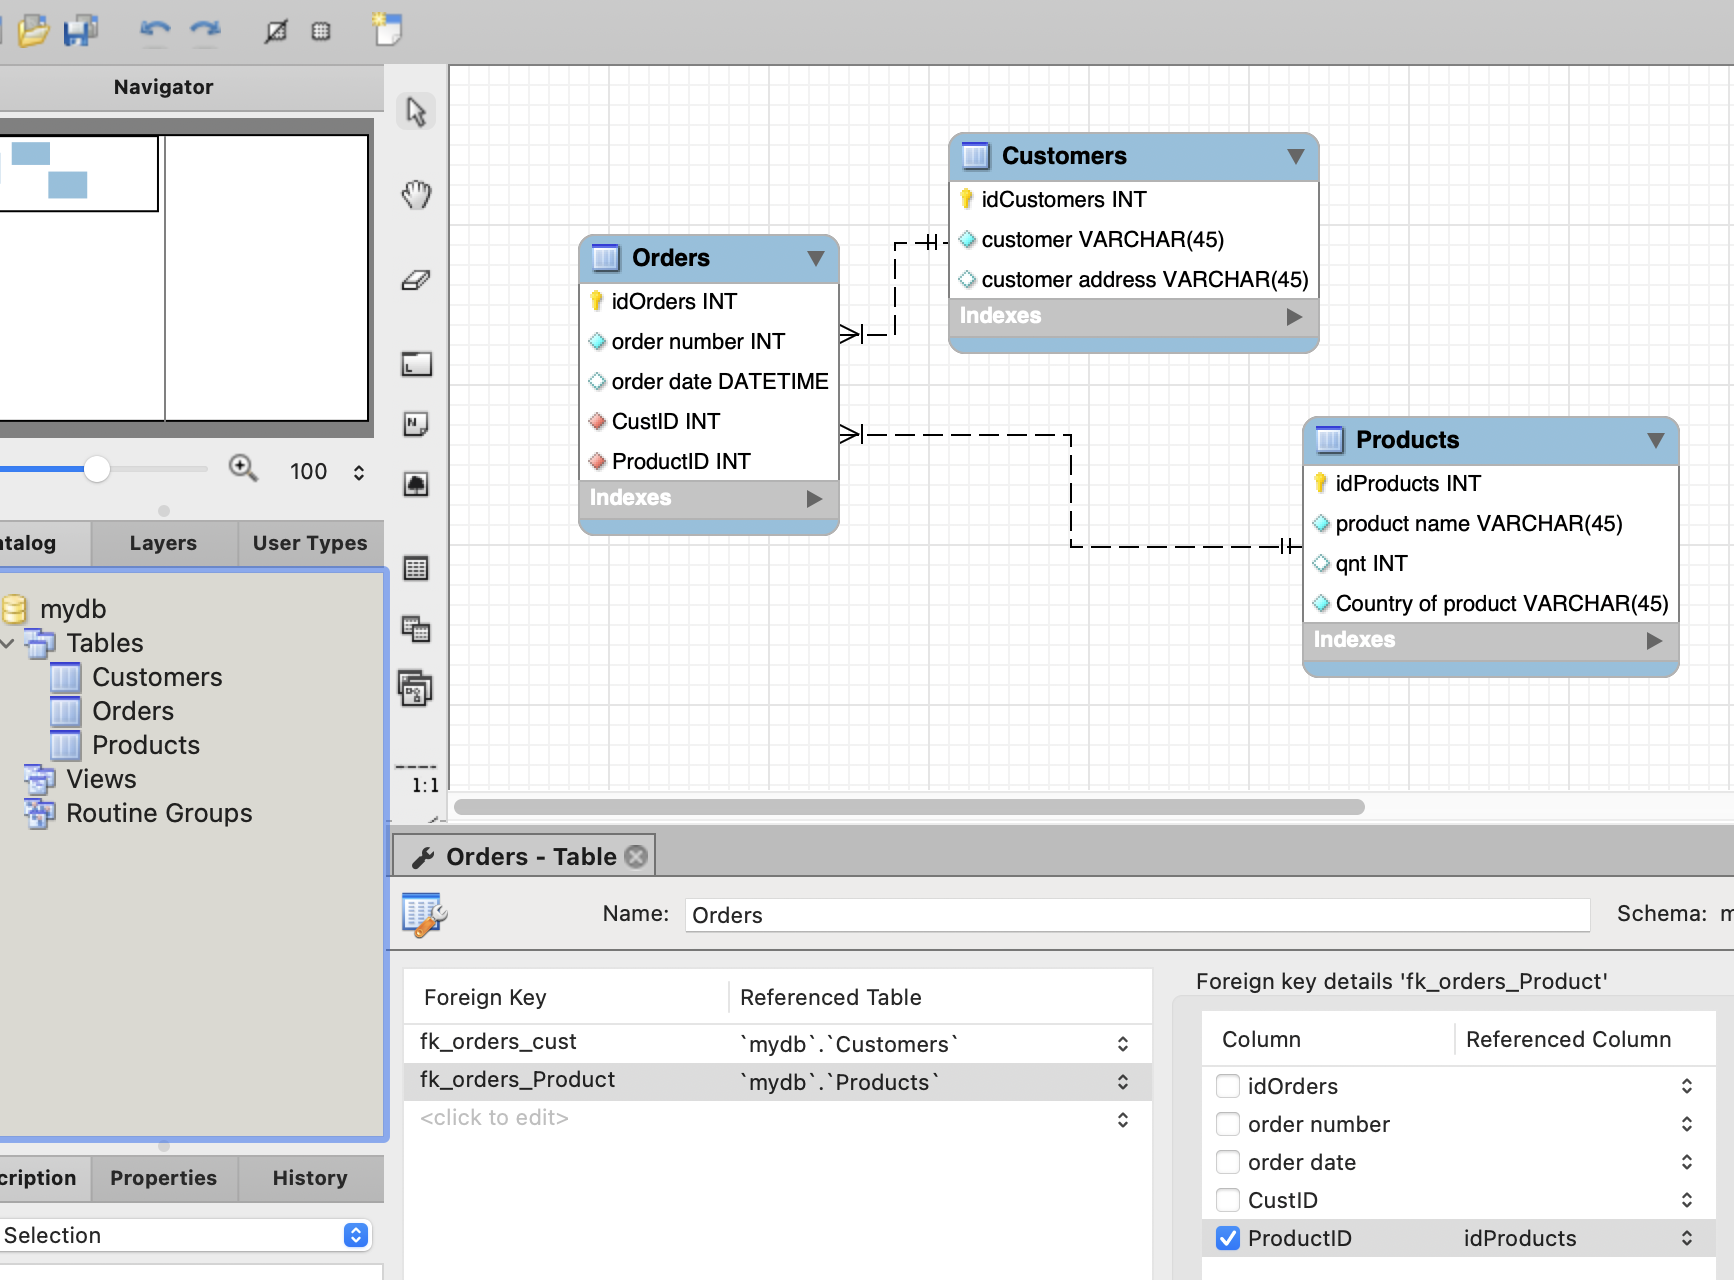 Navigator
100
Layers
User Types
mydb
Tables
Customers
Orders
Products
Views
Routine Groups
Properties
History
Selection
1:1
Customers
idCustomers INT
customer VARCHAR(45)
customer address VARCHAR(45)
Indexes
Orders
idOrders INT
order number INT
order date DATETIME
CustID INT
ProductID INT
Indexes
Products
idProducts INT
product name VARCHAR(45)
qnt INT
Country of product VARCHAR(45)
Indexes
Orders - Table
Name: Orders Schema:
Foreign Key Referenced Table
fk_orders_cust `mydb`.`Customers`
fk_orders_Product `mydb`.`Products`
<click to edit>
Foreign key details 'fk_orders_Product'
Column Referenced Column
idOrders
order number
order date
CustID
ProductID idProducts